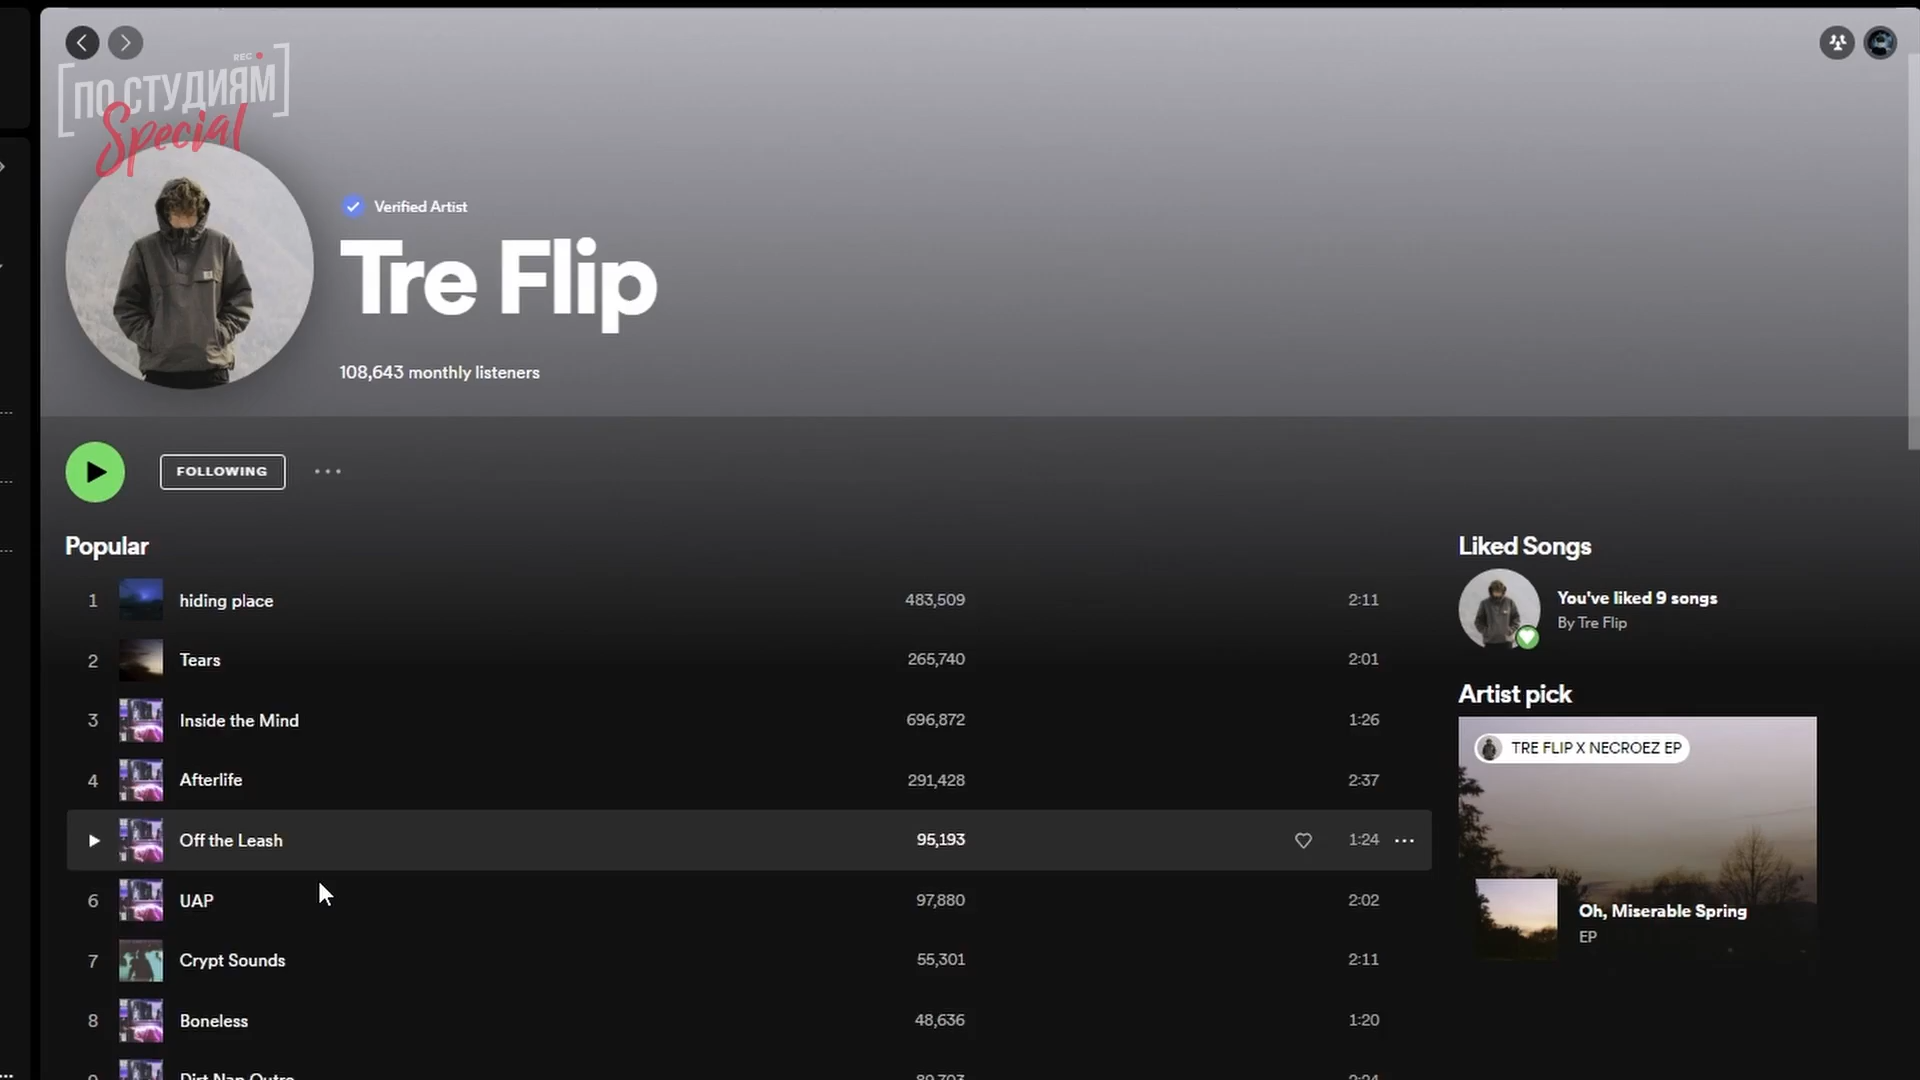 REC
ПО СТУДИЯМ
Special
Verified Artist
Tre Flip
108,643 monthly listeners
FOLLOWING
Popular
1 hiding place 483,509 2:11
2 Tears 265,740 2:01
3 Inside the Mind 696,872 1:26
4 Afterlife 291,428 2:37
Off the Leash 95,193 1:24
6 UAP 97,880 2:02
7 Crypt Sounds 55,301 2:11
8 Boneless 48,636 1:20
Liked Songs
You've liked 9 songs
By Tre Flip
Artist pick
TRE FLIP X NECROEZ EP
Oh, Miserable Spring
EP